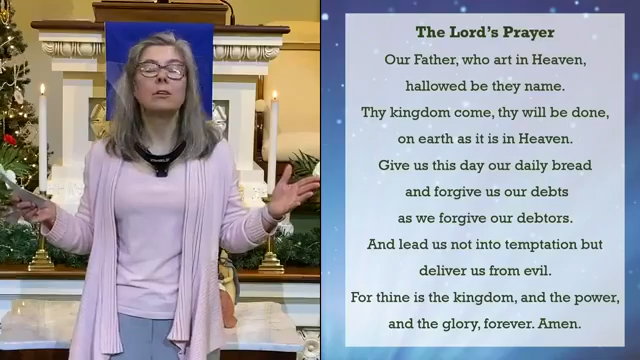 The Lord's Prayer
Our Father, who art in Heaven,
hallowed be they name.
Thy kingdom come, thy will be done,
on earth as it is in Heaven.
Give us this day our daily bread
and forgive us our debts
as we forgive our debtors.
And lead us not into temptation but
deliver us from evil.
For thine is the kingdom, and the power,
and the glory, forever. Amen.